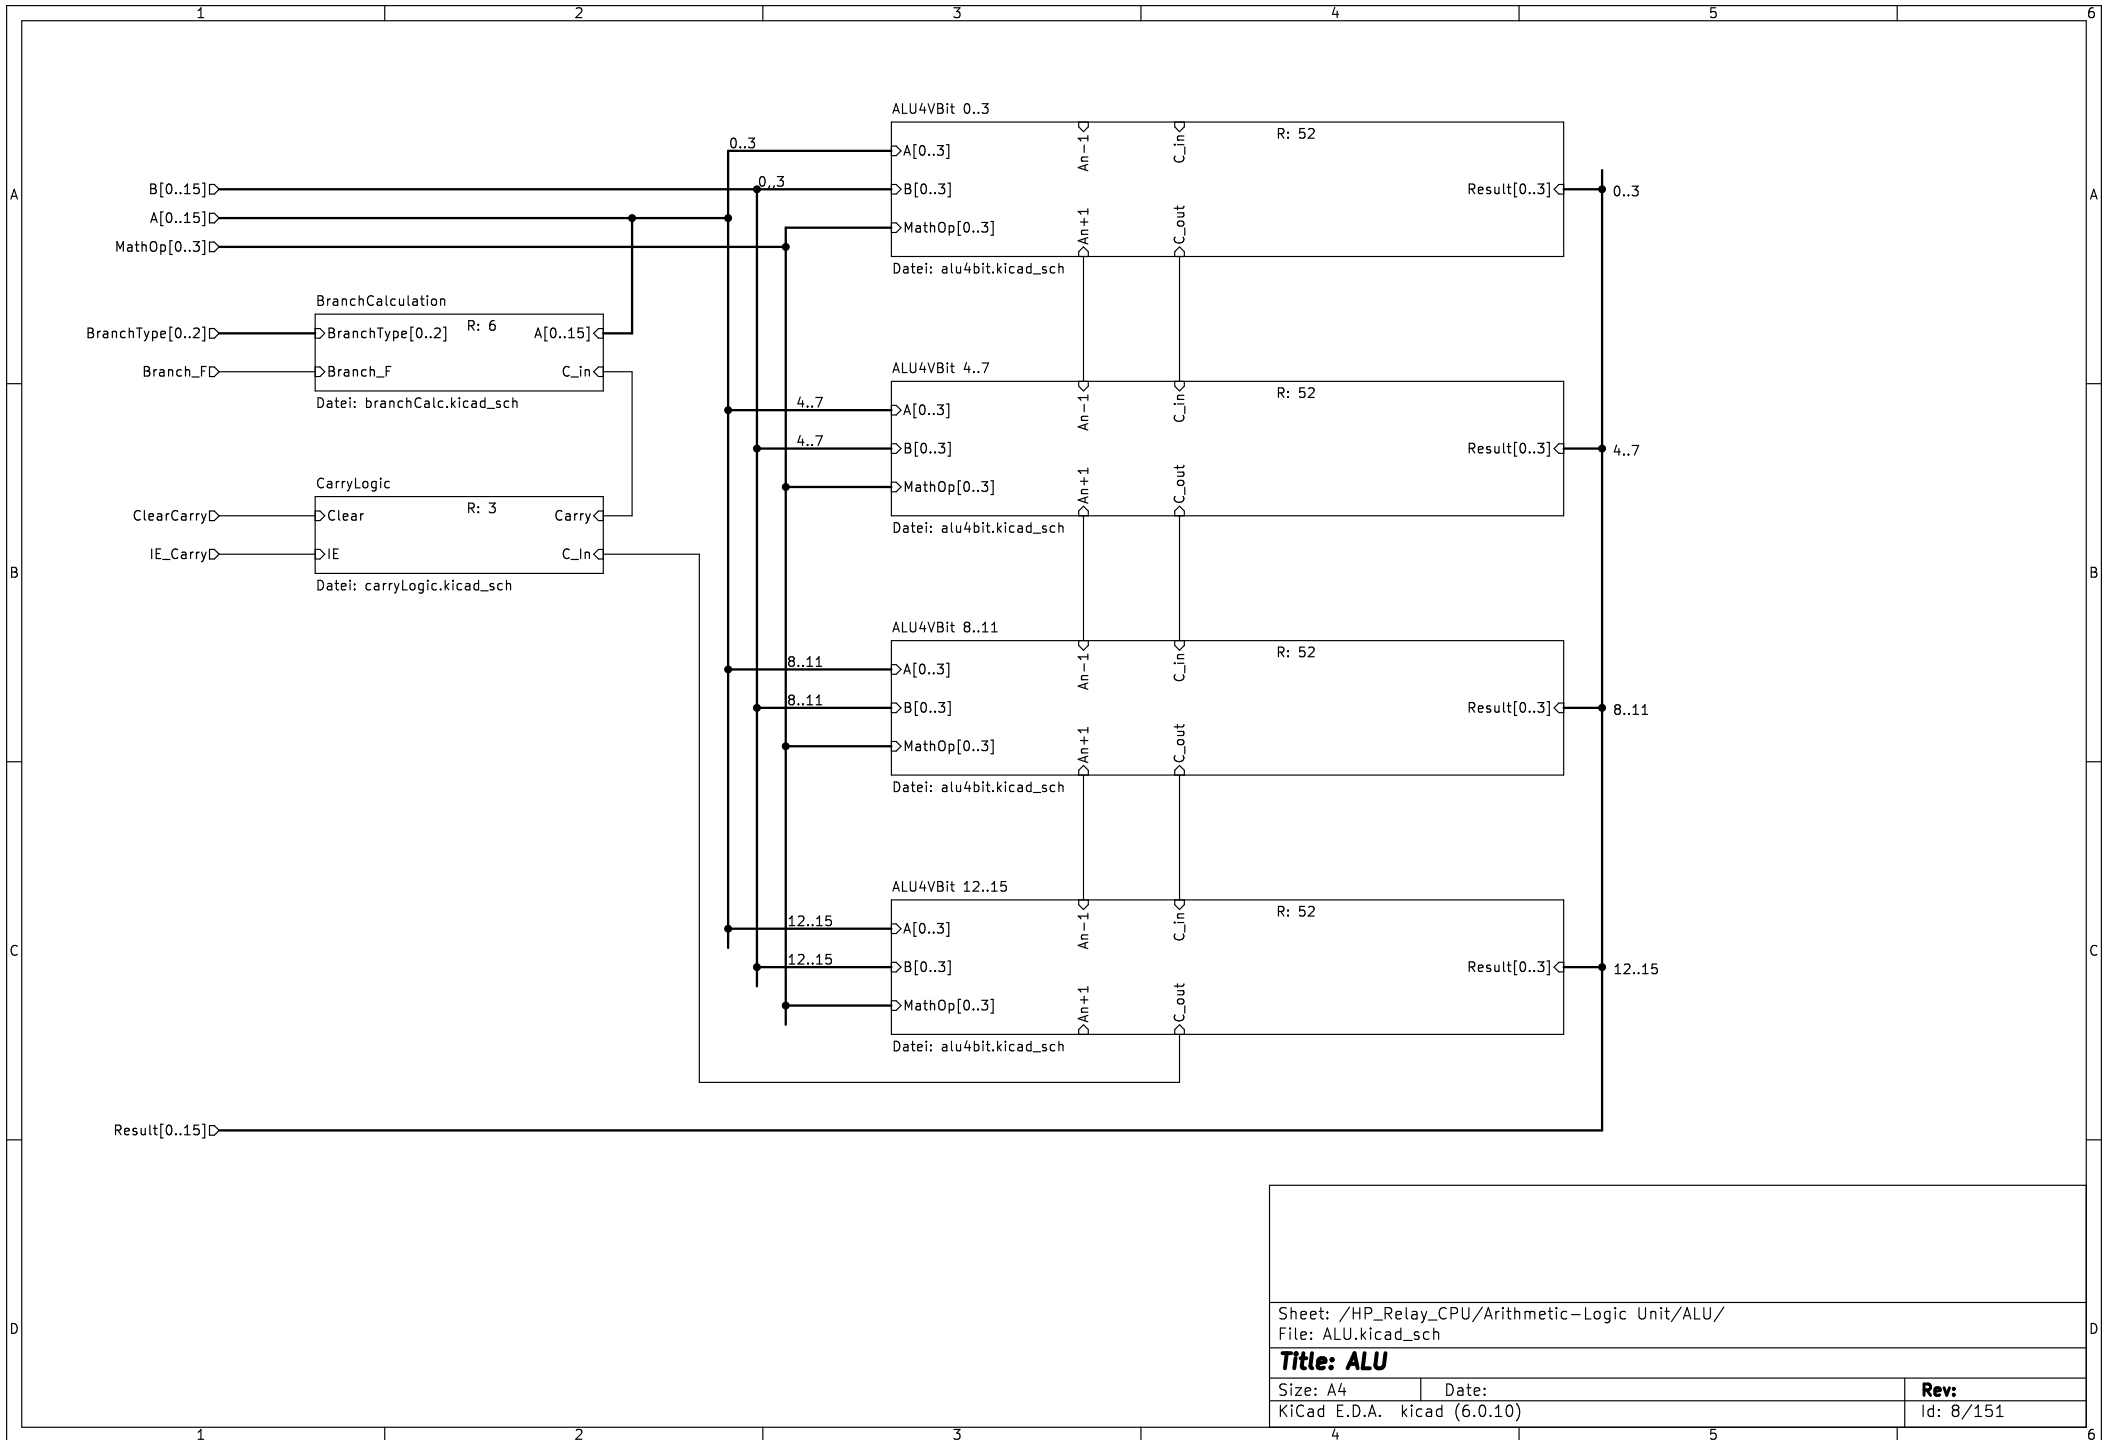 1 2 3 4 5 6
A
B
C
D
A
B
C
D
1 2 3 4 5 6
B[0..15]
A[0..15]
MathOp[0..3]
BranchType[0..2]
Branch_F
ClearCarry
IE_Carry
Result[0..15]
BranchCalculation
BranchType[0..2] R: 6 A[0..15]
Branch_F C_in
Datei: branchCalc.kicad_sch
CarryLogic
Clear R: 3 Carry
IE C_In
Datei: carryLogic.kicad_sch
ALU4VBit 0..3
0..3
0,,3
A[0..3]
B[0..3]
MathOp[0..3]
An-1
An+1
C_in
C_out
R: 52
Result[0..3]
0..3
Datei: alu4bit.kicad_sch
ALU4VBit 4..7
4..7
4..7
A[0..3]
B[0..3]
MathOp[0..3]
An-1
An+1
C_in
C_out
R: 52
Result[0..3]
4..7
Datei: alu4bit.kicad_sch
ALU4VBit 8..11
8..11
8..11
A[0..3]
B[0..3]
MathOp[0..3]
An-1
An+1
C_in
C_out
R: 52
Result[0..3]
8..11
Datei: alu4bit.kicad_sch
ALU4VBit 12..15
12..15
12..15
A[0..3]
B[0..3]
MathOp[0..3]
An-1
An+1
C_in
C_out
R: 52
Result[0..3]
12..15
Datei: alu4bit.kicad_sch
Sheet: /HP_Relay_CPU/Arithmetic-Logic Unit/ALU/
File: ALU.kicad_sch
Title: ALU
Size: A4 Date: Rev:
KiCad E.D.A. kicad (6.0.10) Id: 8/151